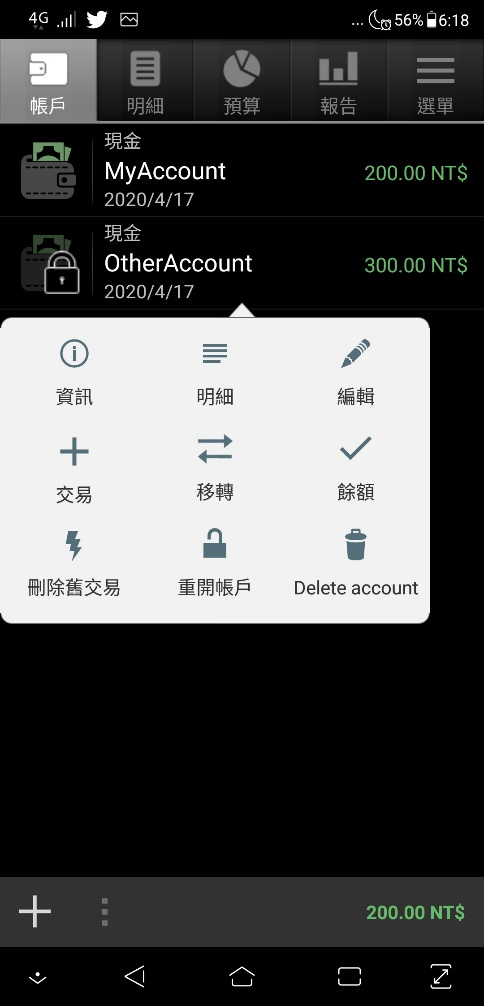 4G ... 56% 6:18
帳戶 明細 預算 報告 選單
現金
MyAccount 200.00 NT$
2020/4/17
現金
OtherAccount 300.00 NT$
2020/4/17
資訊 明細 編輯
交易 移轉 餘額
刪除舊交易 重開帳戶 Delete account
200.00 NT$